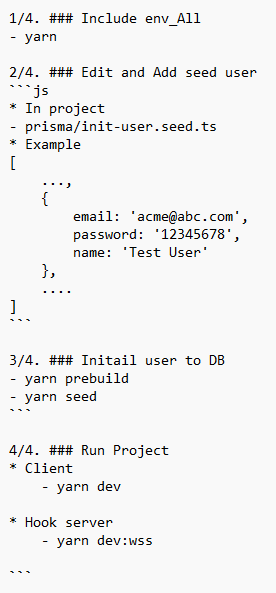 1/4. ### Include env_All
- yarn
2/4. ### Edit and Add seed user
```js
* In project
- prisma/init-user.seed.ts
* Example
[
    ...,
    {
        email: 'acme@abc.com',
        password: '12345678',
        name: 'Test User'
    },
    ....
]
```
3/4. ### Initail user to DB
- yarn prebuild
- yarn seed
```
4/4. ### Run Project
* Client
    - yarn dev
* Hook server
    - yarn dev:wss
```